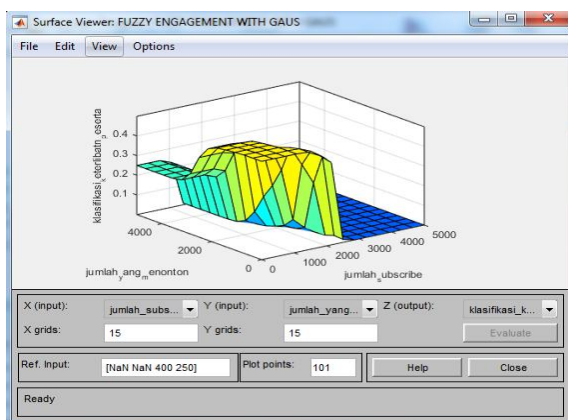 Surface Viewer: FUZZY ENGAGEMENT WITH GAUS
File Edit View Options
klasifikasi_keterlibatn_peserta
0.4
0.3
0.2
0.1
4000
2000
0
0
1000
2000
3000
4000
5000
jumlah_yang_menonton
jumlah_subscribe
X (input): jumlah_subs... Y (input): jumlah_yang... Z (output): klasifikasi_k...
X grids: 15 Y grids: 15 Evaluate
Ref. Input: [NaN NaN 400 250] Plot points: 101 Help Close
Ready